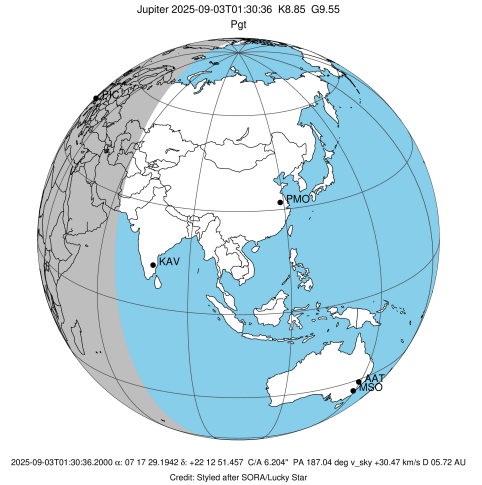 Jupiter 2025-09-03T01:30:36 K8.85 G9.55
Pgt
PIC
PMO
KAV
AAT
MSO
2025-09-03T01:30:36.2000 α: 07 17 29.1942 δ: +22 12 51.457 C/A 6.204" PA 187.04 deg v_sky +30.47 km/s D 05.72 AU
Credit: Styled after SORA/Lucky Star